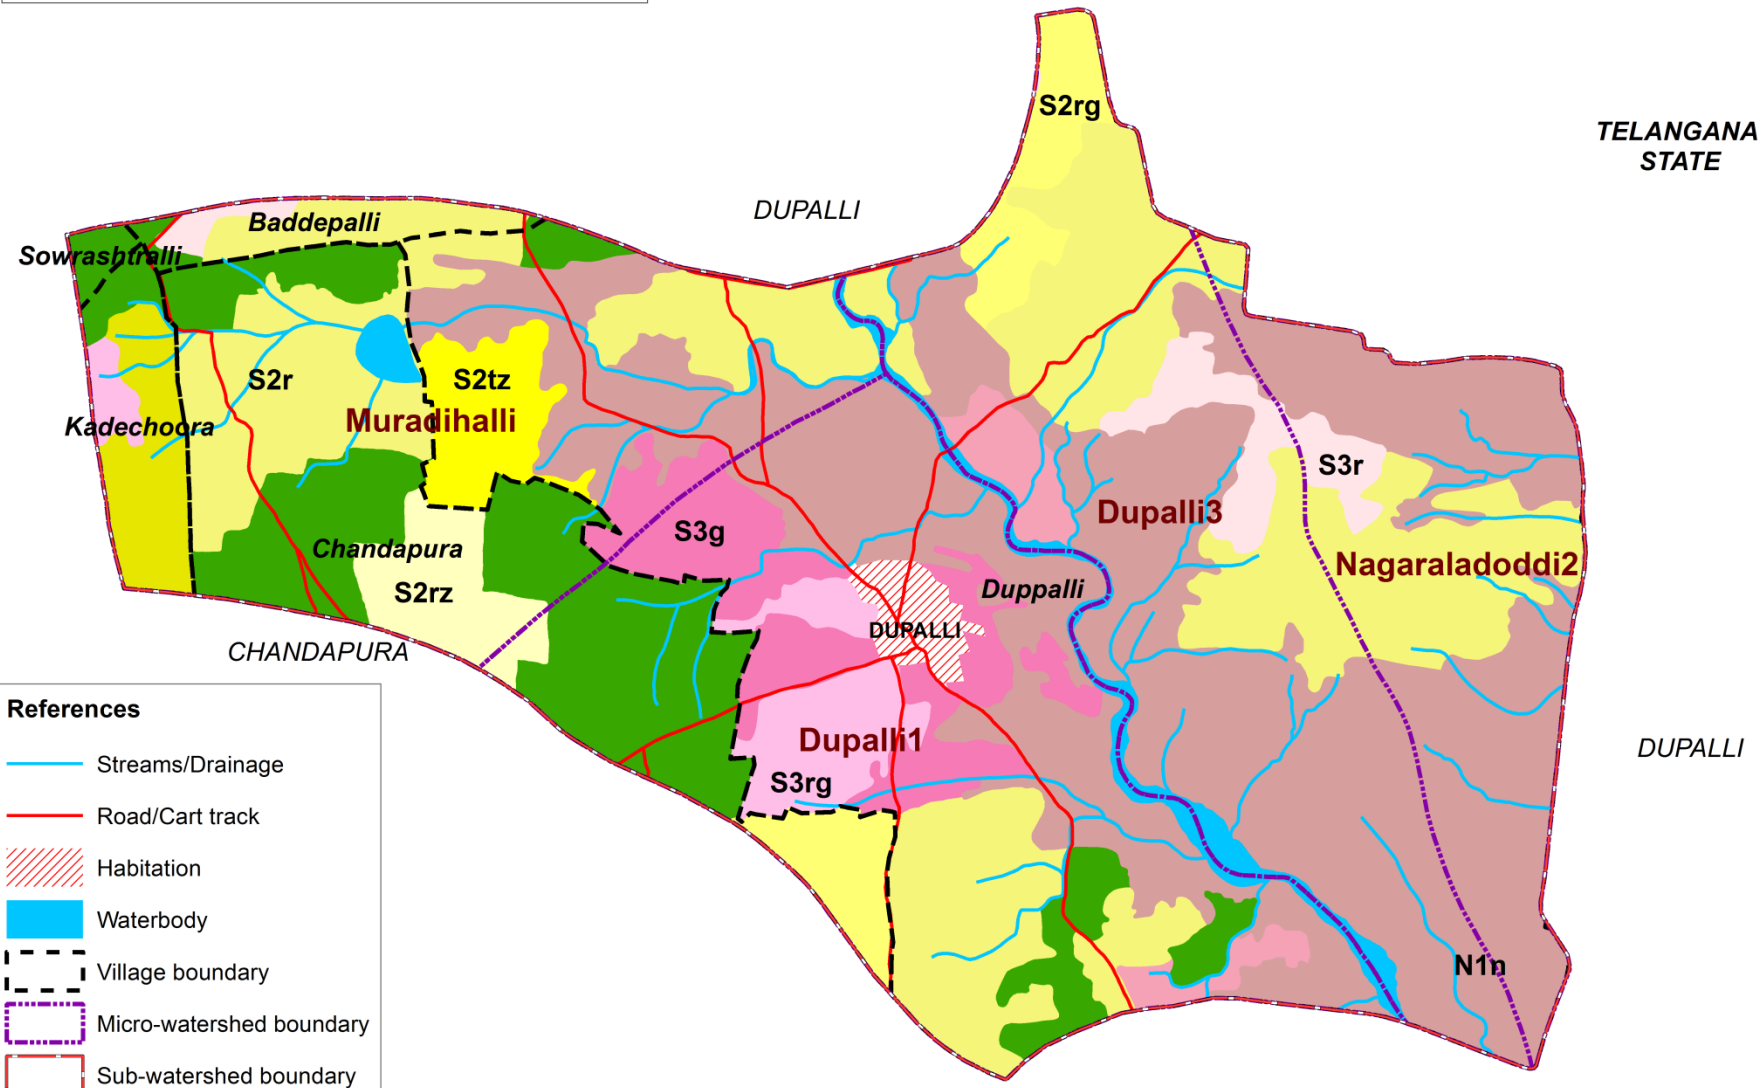 S2rg
TELANGANA
STATE
DUPALLI
Baddepalli
Sowrashtralli
S2r
S2tz
Muradihalli
Kadechoora
S3r
Dupalli3
S3g
Chandapura
Nagaraladoddi2
Duppalli
S2rz
DUPALLI
CHANDAPURA
Dupalli1
DUPALLI
S3rg
N1n
References
Streams/Drainage
Road/Cart track
Habitation
Waterbody
Village boundary
Micro-watershed boundary
Sub-watershed boundary